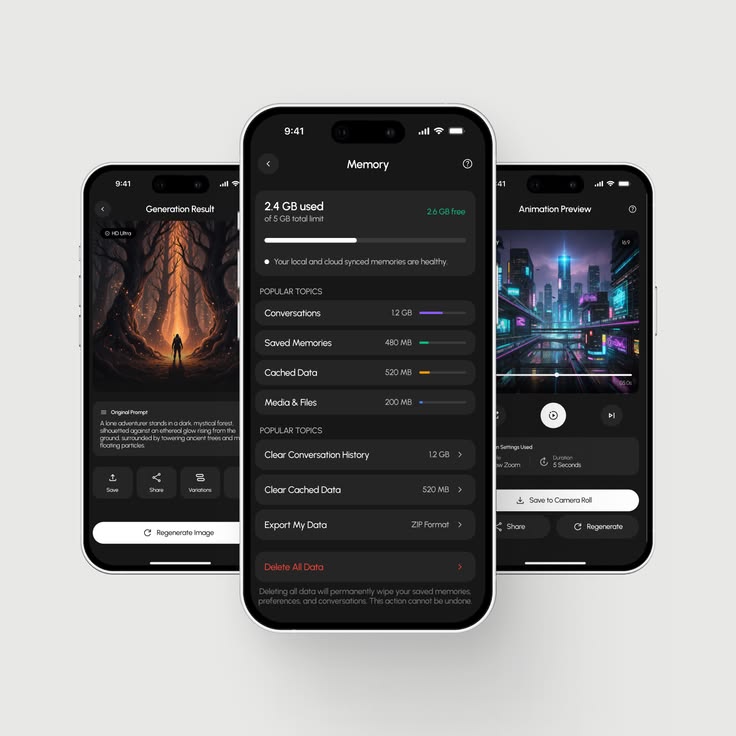 9:41
Generation Result
HD Ultra
Original Prompt
A lone adventurer stands in a dark, mystical forest,
silhouetted against an ethereal glow rising from the
ground, surrounded by towering ancient trees and
floating particles.
Save
Share
Variations
Regenerate Image
9:41
Memory
2.4 GB used
of 5 GB total limit
2.6 GB free
Your local and cloud synced memories are healthy.
POPULAR TOPICS
Conversations 1.2 GB
Saved Memories 480 MB
Cached Data 520 MB
Media & Files 200 MB
POPULAR TOPICS
Clear Conversation History 1.2 GB
Clear Cached Data 520 MB
Export My Data ZIP Format
Delete All Data
Deleting all data will permanently wipe your saved memories,
preferences, and conversations. This action cannot be undone.
:41
Animation Preview
16:9
Settings Used
Zoom
Duration
5 Seconds
Save to Camera Roll
Share
Regenerate